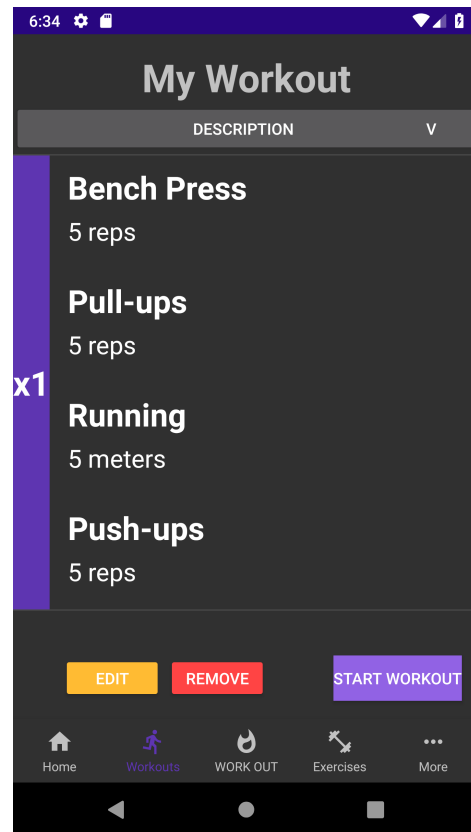 6:34
My Workout
DESCRIPTION V
Bench Press
5 reps
Pull-ups
5 reps
x1
Running
5 meters
Push-ups
5 reps
EDIT REMOVE START WORKOUT
Home Workouts WORK OUT Exercises More